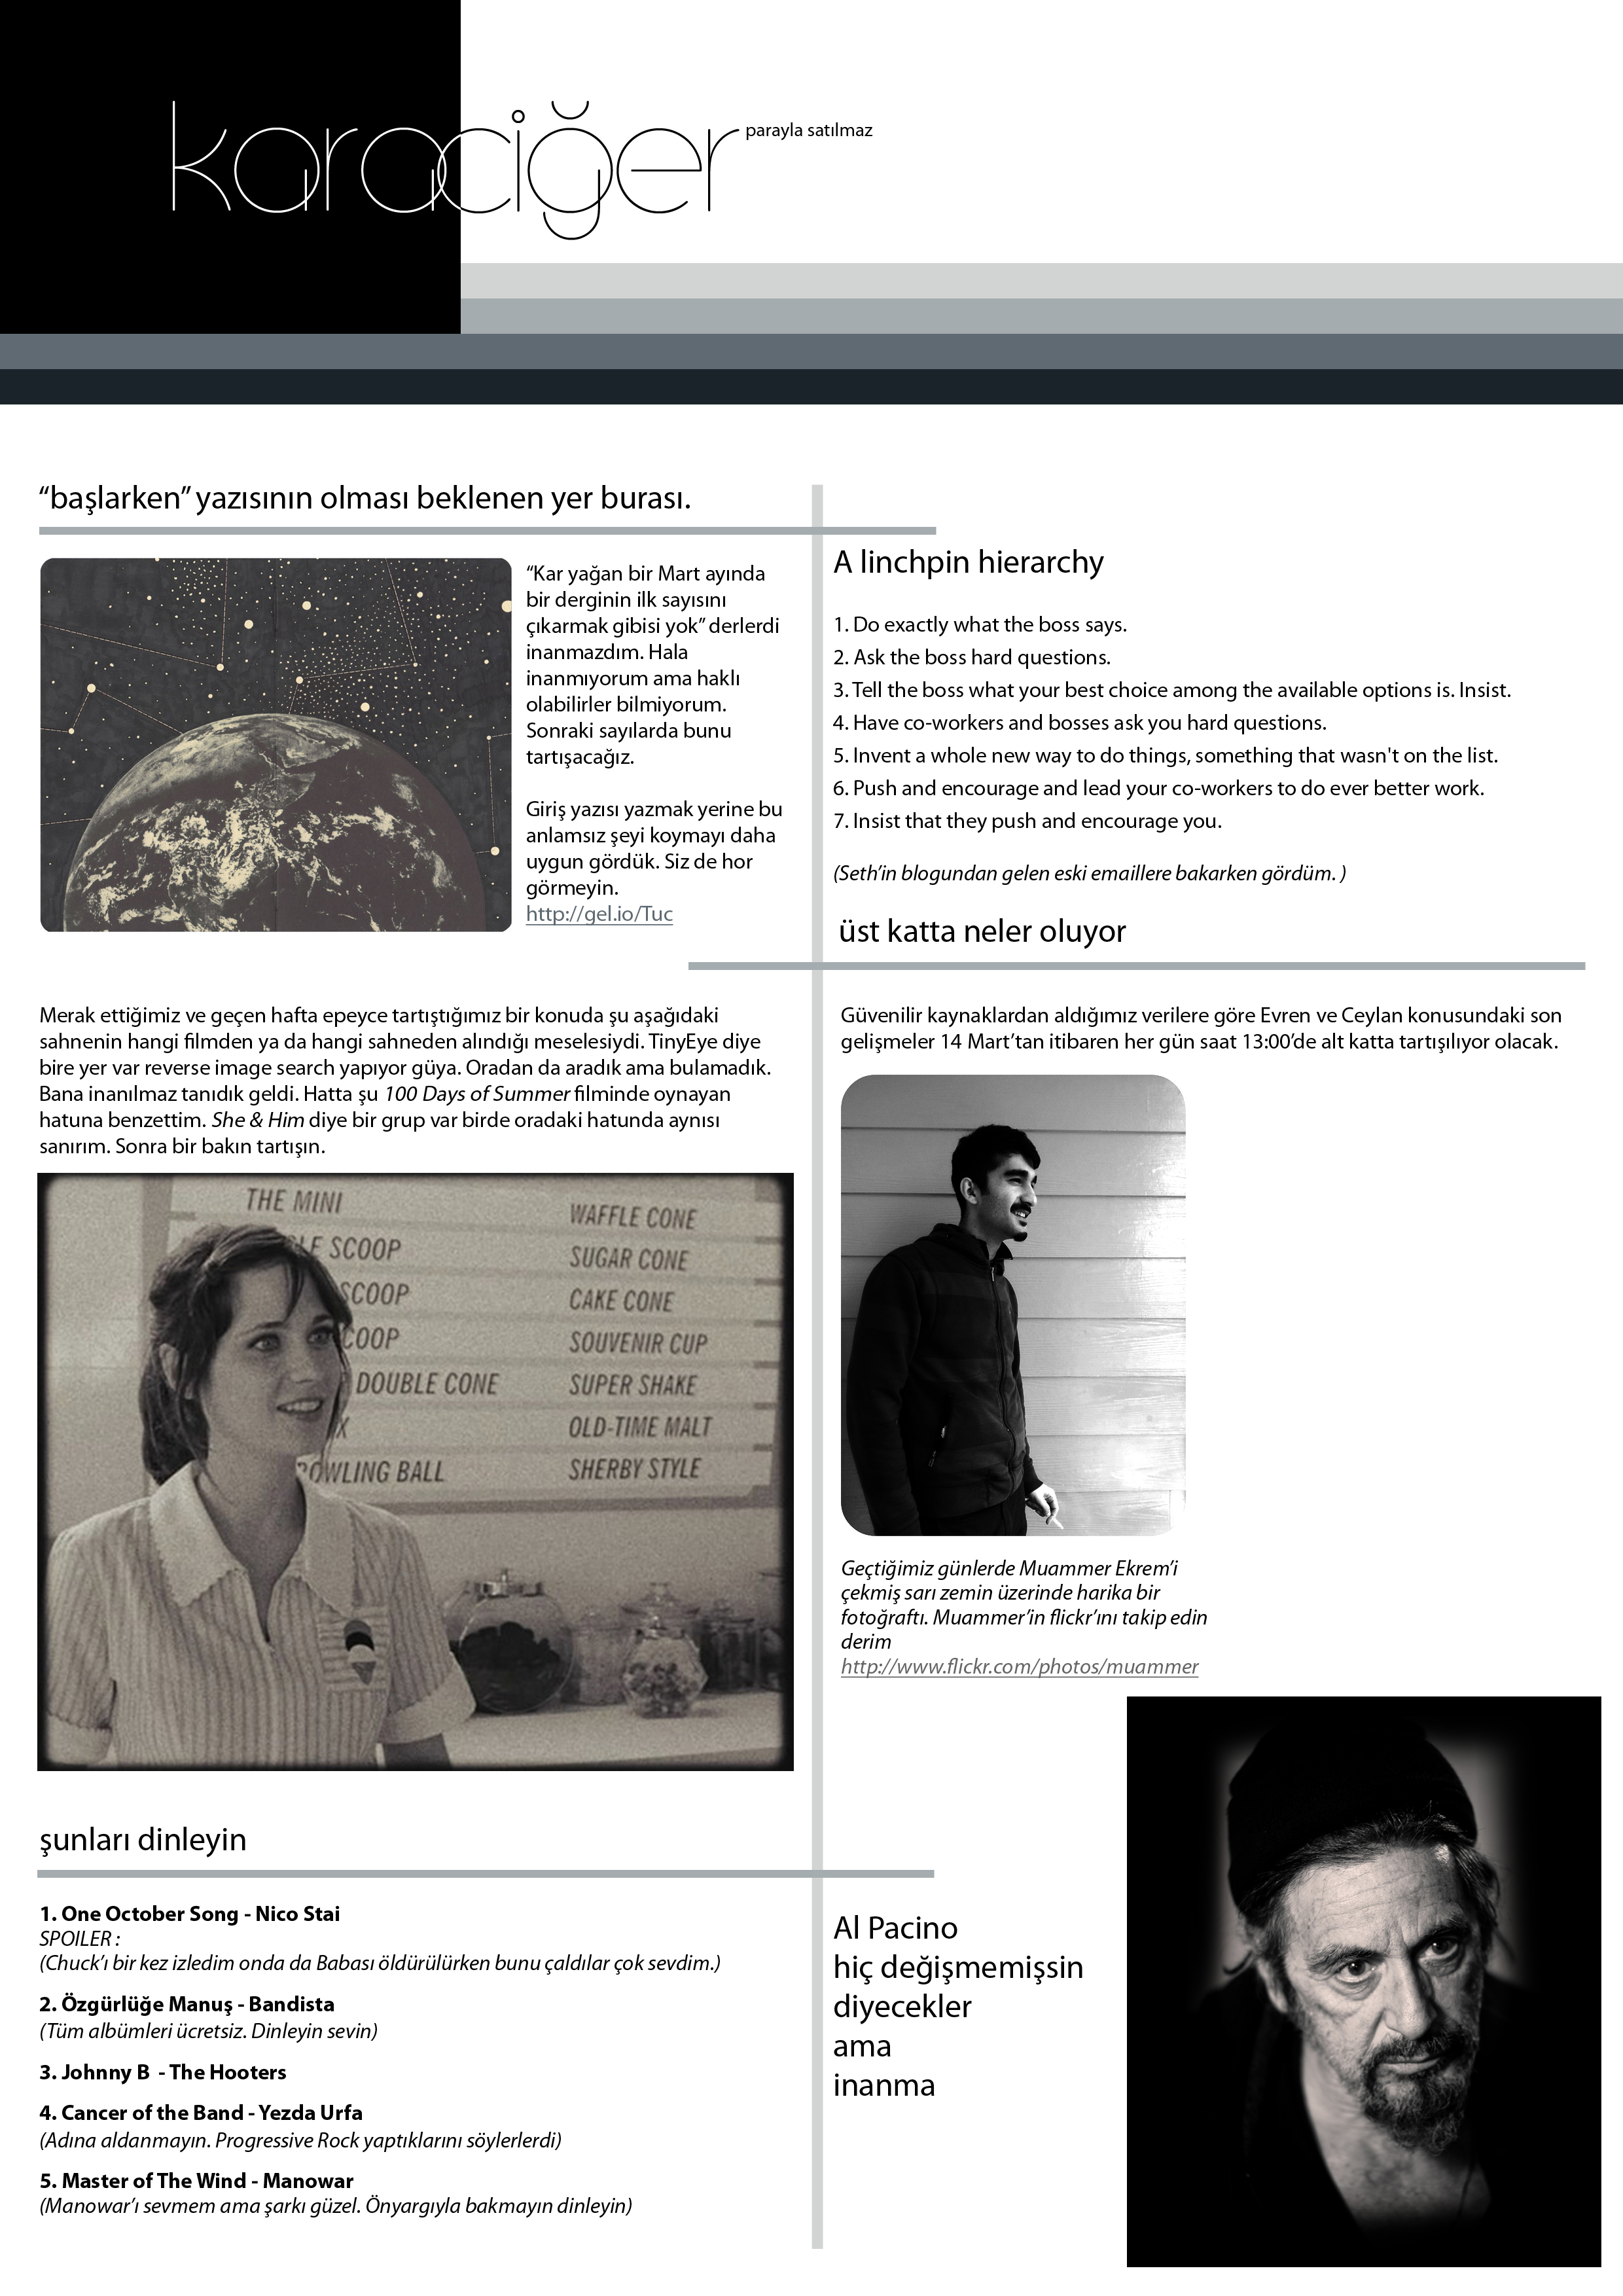 karaciğer
parayla satılmaz
“başlarken” yazısının olması beklenen yer burası.
“Kar yağan bir Mart ayında
bir derginin ilk sayısını
çıkarmak gibisi yok” derlerdi
inanmazdım. Hala
inanmıyorum ama haklı
olabilirler bilmiyorum.
Sonraki sayılarda bunu
tartışacağız.
Giriş yazısı yazmak yerine bu
anlamsız şeyi koymayı daha
uygun gördük. Siz de hor
görmeyin.
http://gel.io/Tuc
A linchpin hierarchy
1. Do exactly what the boss says.
2. Ask the boss hard questions.
3. Tell the boss what your best choice among the available options is. Insist.
4. Have co-workers and bosses ask you hard questions.
5. Invent a whole new way to do things, something that wasn't on the list.
6. Push and encourage and lead your co-workers to do ever better work.
7. Insist that they push and encourage you.
(Seth’in blogundan gelen eski emaillere bakarken gördüm. )
Merak ettiğimiz ve geçen hafta epeyce tartıştığımız bir konuda şu aşağıdaki
sahnenin hangi filmden ya da hangi sahneden alındığı meselesiydi. TinyEye diye
bire yer var reverse image search yapıyor güya. Oradan da aradık ama bulamadık.
Bana inanılmaz tanıdık geldi. Hatta şu 100 Days of Summer filminde oynayan
hatuna benzettim. She & Him diye bir grup var birde oradaki hatunda aynısı
sanırım. Sonra bir bakın tartışın.
THE MINI
LE SCOOP
SCOOP
COOP
DOUBLE CONE
X
BOWLING BALL
WAFFLE CONE
SUGAR CONE
CAKE CONE
SOUVENIR CUP
SUPER SHAKE
OLD-TIME MALT
SHERBY STYLE
şunları dinleyin
1. One October Song - Nico Stai
SPOILER :
(Chuck’ı bir kez izledim onda da Babası öldürülürken bunu çaldılar çok sevdim.)
2. Özgürlüğe Manuş - Bandista
(Tüm albümleri ücretsiz. Dinleyin sevin)
3. Johnny B - The Hooters
4. Cancer of the Band - Yezda Urfa
(Adına aldanmayın. Progressive Rock yaptıklarını söylerlerdi)
5. Master of The Wind - Manowar
(Manowar’ı sevmem ama şarkı güzel. Önyargıyla bakmayın dinleyin)
üst katta neler oluyor
Güvenilir kaynaklardan aldığımız verilere göre Evren ve Ceylan konusundaki son
gelişmeler 14 Mart’tan itibaren her gün saat 13:00’de alt katta tartışılıyor olacak.
Geçtiğimiz günlerde Muammer Ekrem’i
çekmiş sarı zemin üzerinde harika bir
fotoğraftı. Muammer’in flickr’ını takip edin
derim
http://www.flickr.com/photos/muammer
Al Pacino
hiç değişmemişsin
diyecekler
ama
inanma